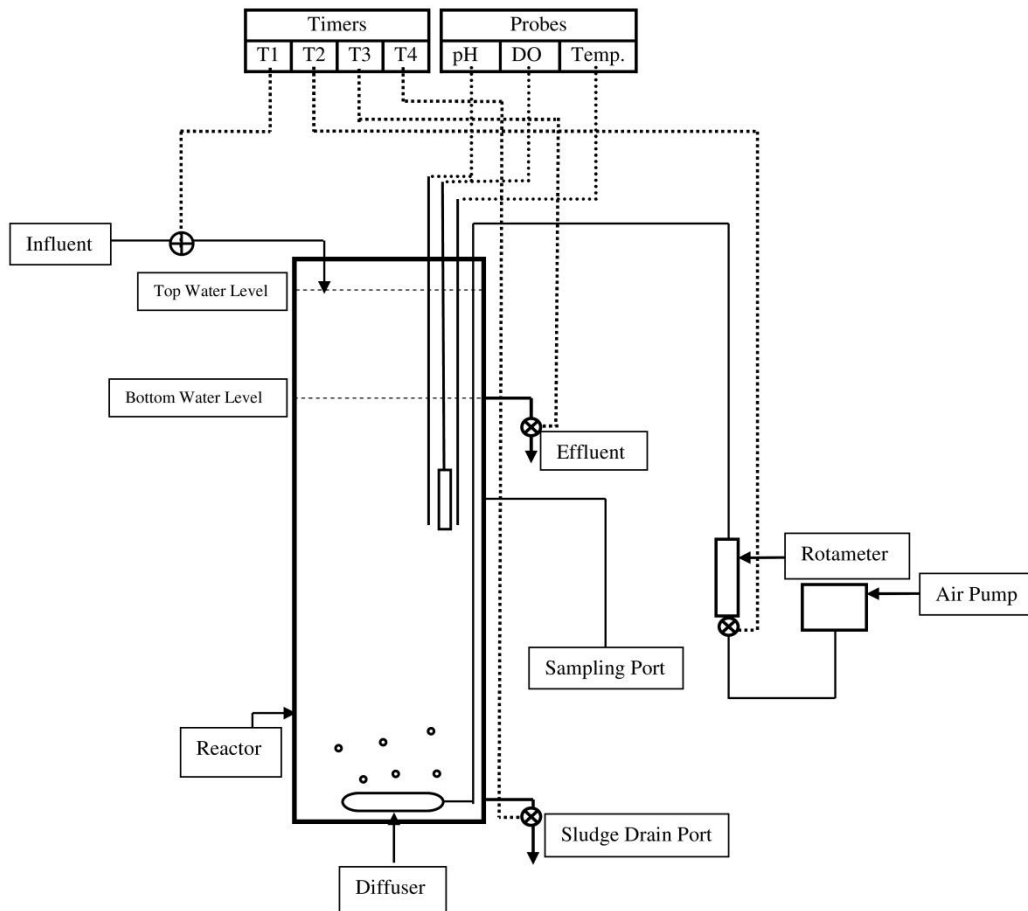 Timers
Probes
T1 T2 T3 T4
pH DO Temp.
Influent
Top Water Level
Bottom Water Level
Effluent
Rotameter
Air Pump
Sampling Port
Reactor
Sludge Drain Port
Diffuser